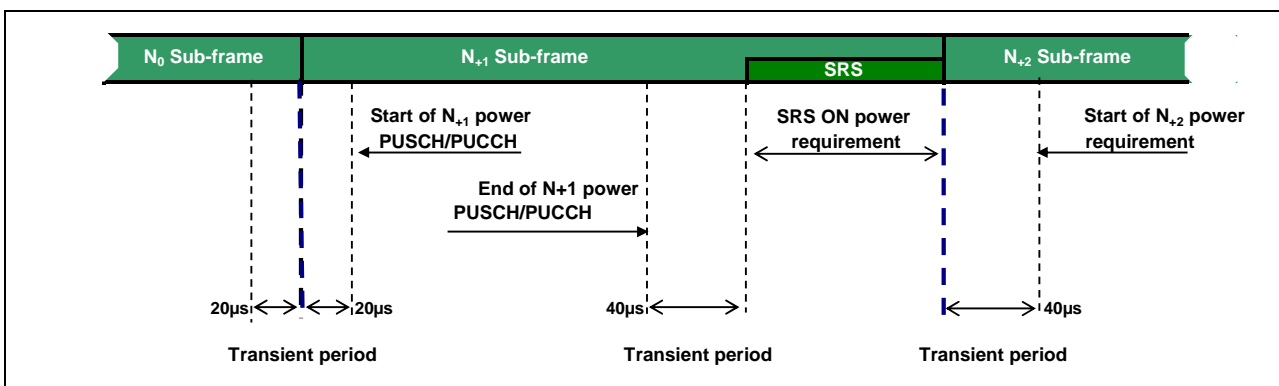 N₀ Sub-frame N₊₁ Sub-frame N₊₂ Sub-frame
SRS
Start of N₊₁ power
PUSCH/PUCCH
SRS ON power
requirement
Start of N₊₂ power
requirement
End of N+1 power
PUSCH/PUCCH
20µs 20µs 40µs 40µs
Transient period Transient period Transient period